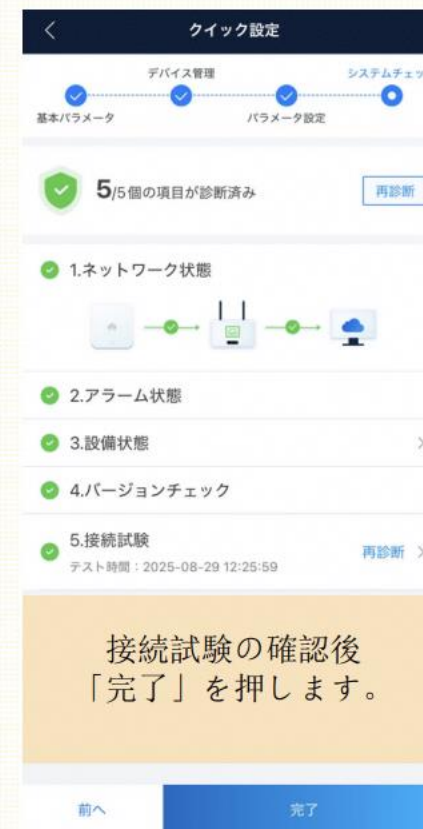 クイック設定
デバイス管理
システムチェッ
基本パラメータ
パラメータ設定
5/5個の項目が診断済み
再診断
1.ネットワーク状態
2.アラーム状態
3.設備状態
4.バージョンチェック
5.接続試験
テスト時間：2025-08-29 12:25:59
再診断
接続試験の確認後
「完了」を押します。
前へ
完了